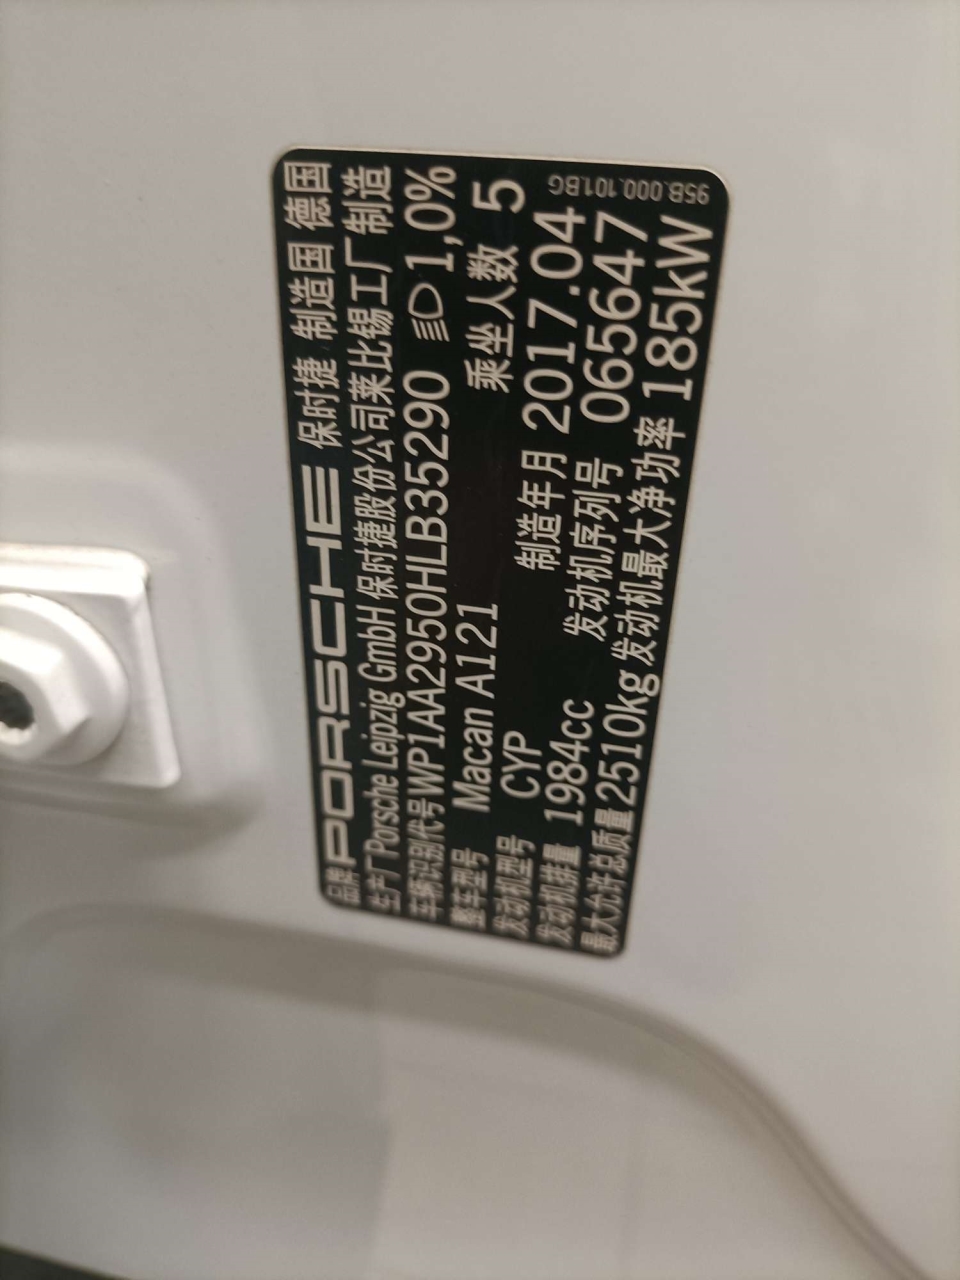 品牌 PORSCHE 保时捷 制造国 德国
生产厂 Porsche Leipzig GmbH 保时捷股份公司莱比锡工厂制造
车辆识别代号 WP1AA2950HLB35290 1,0%
整车型号 Macan A121 乘坐人数 5
发动机型号 CYP 制造年月 2017.04
发动机排量 1984cc 发动机序列号 065647
最大允许总质量 2510kg 发动机最大净功率 185kW
95B.000.101.BG